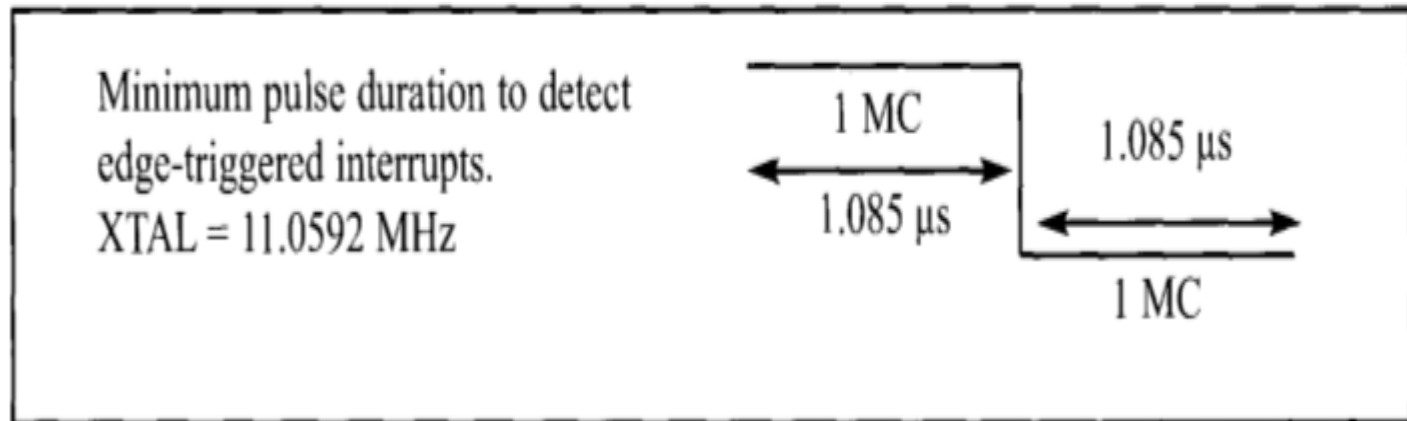 Minimum pulse duration to detect
edge-triggered interrupts.
XTAL = 11.0592 MHz
1 MC
1.085 μs
1.085 μs
1 MC